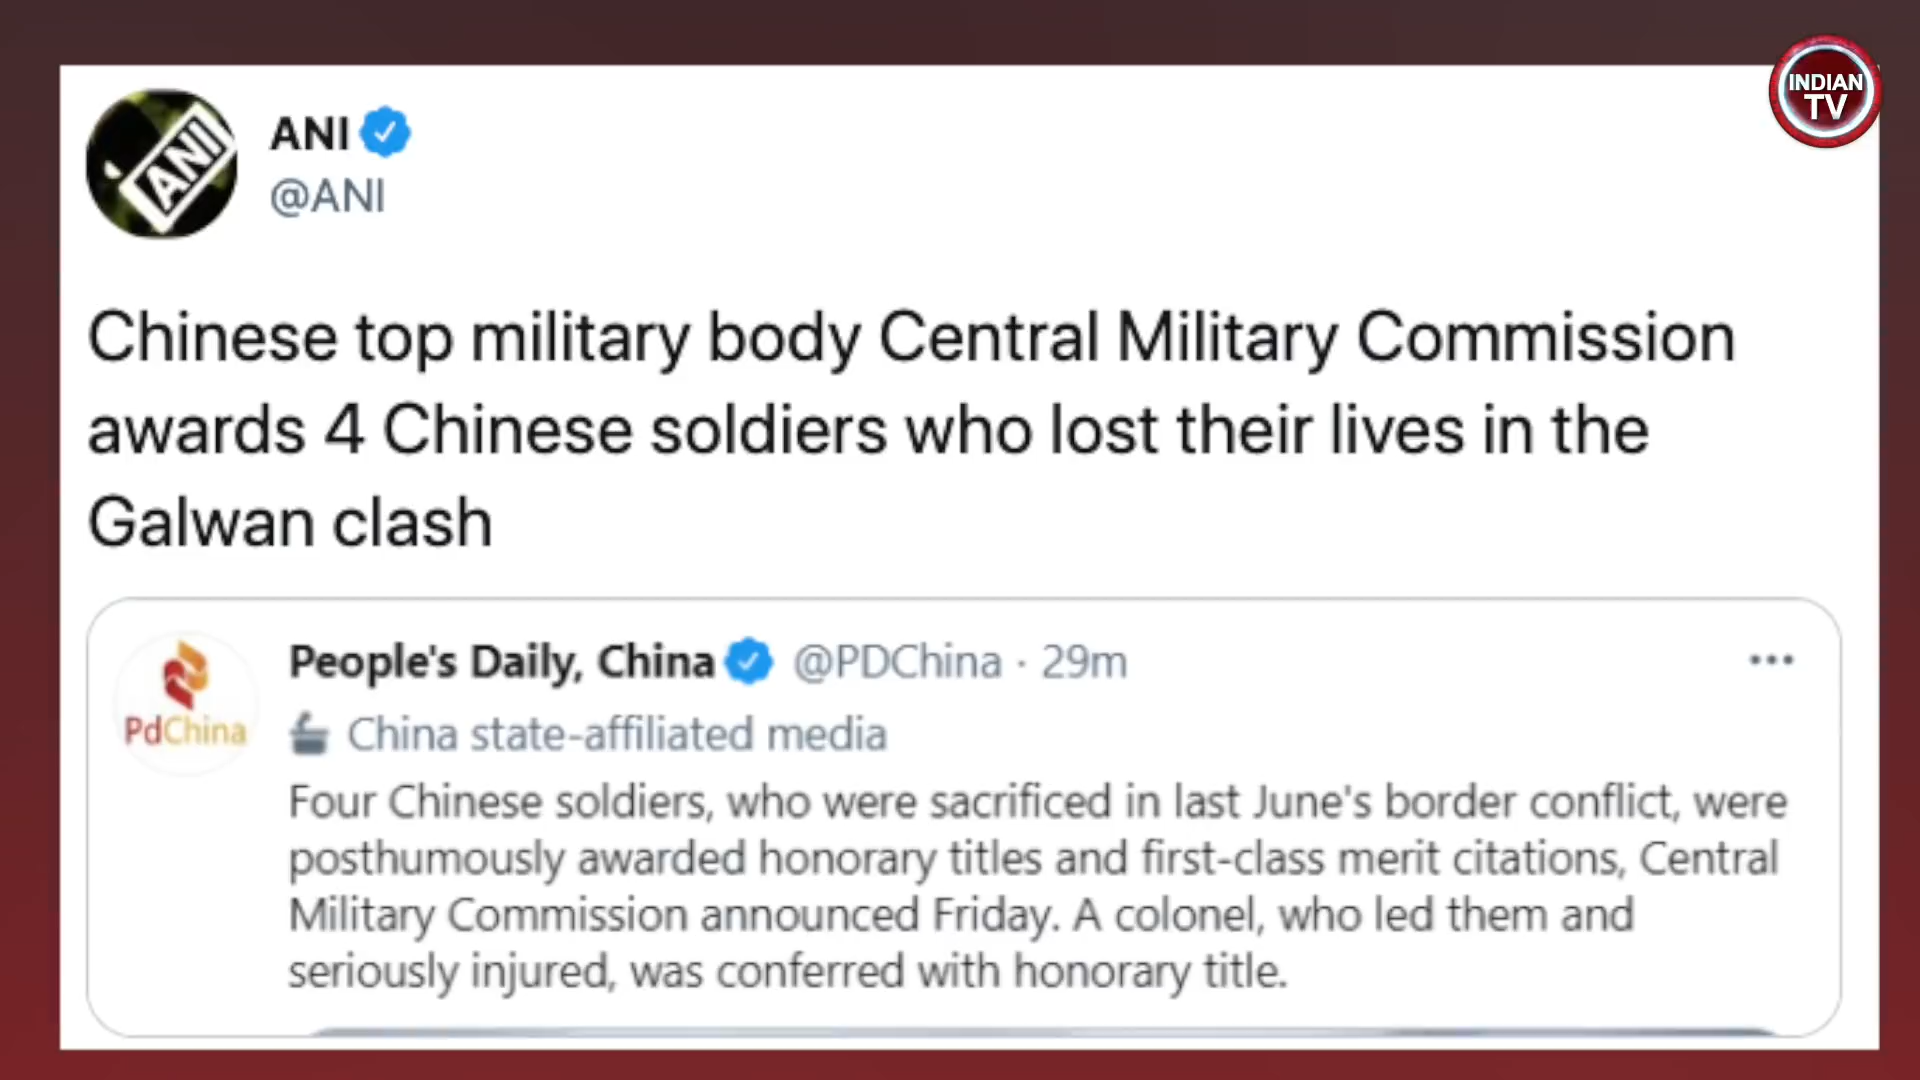 INDIAN
TV
ANI
ANI
@ANI
Chinese top military body Central Military Commission
awards 4 Chinese soldiers who lost their lives in the
Galwan clash
People's Daily, China @PDChina · 29m
PdChina
China state-affiliated media
Four Chinese soldiers, who were sacrificed in last June's border conflict, were
posthumously awarded honorary titles and first-class merit citations, Central
Military Commission announced Friday. A colonel, who led them and
seriously injured, was conferred with honorary title.